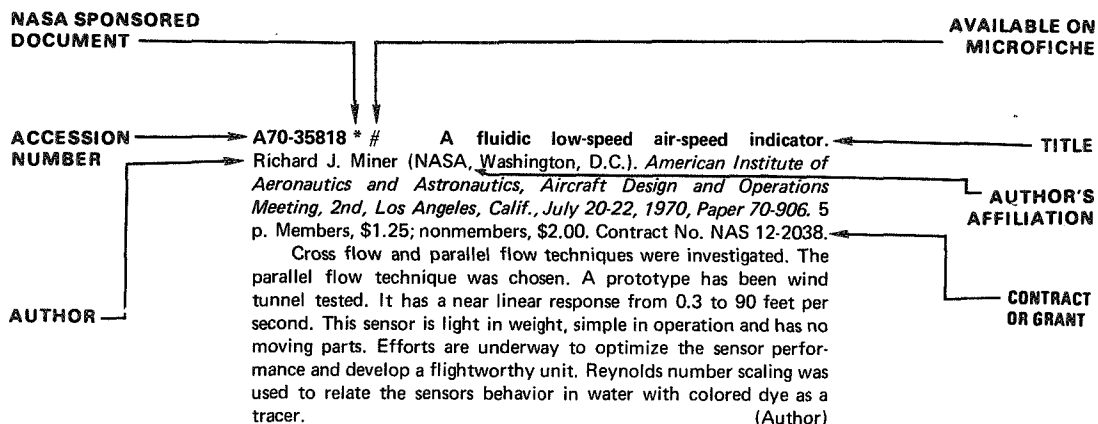 NASA SPONSORED
DOCUMENT
AVAILABLE ON
MICROFICHE
ACCESSION
NUMBER
A70-35818 * # A fluidic low-speed air-speed indicator.
TITLE
Richard J. Miner (NASA, Washington, D.C.). American Institute of
Aeronautics and Astronautics, Aircraft Design and Operations
Meeting, 2nd, Los Angeles, Calif., July 20-22, 1970, Paper 70-906. 5
p. Members, $1.25; nonmembers, $2.00. Contract No. NAS 12-2038.
AUTHOR'S
AFFILIATION
Cross flow and parallel flow techniques were investigated. The
parallel flow technique was chosen. A prototype has been wind
tunnel tested. It has a near linear response from 0.3 to 90 feet per
second. This sensor is light in weight, simple in operation and has no
moving parts. Efforts are underway to optimize the sensor perfor-
mance and develop a flightworthy unit. Reynolds number scaling was
used to relate the sensors behavior in water with colored dye as a
tracer. (Author)
AUTHOR
CONTRACT
OR GRANT